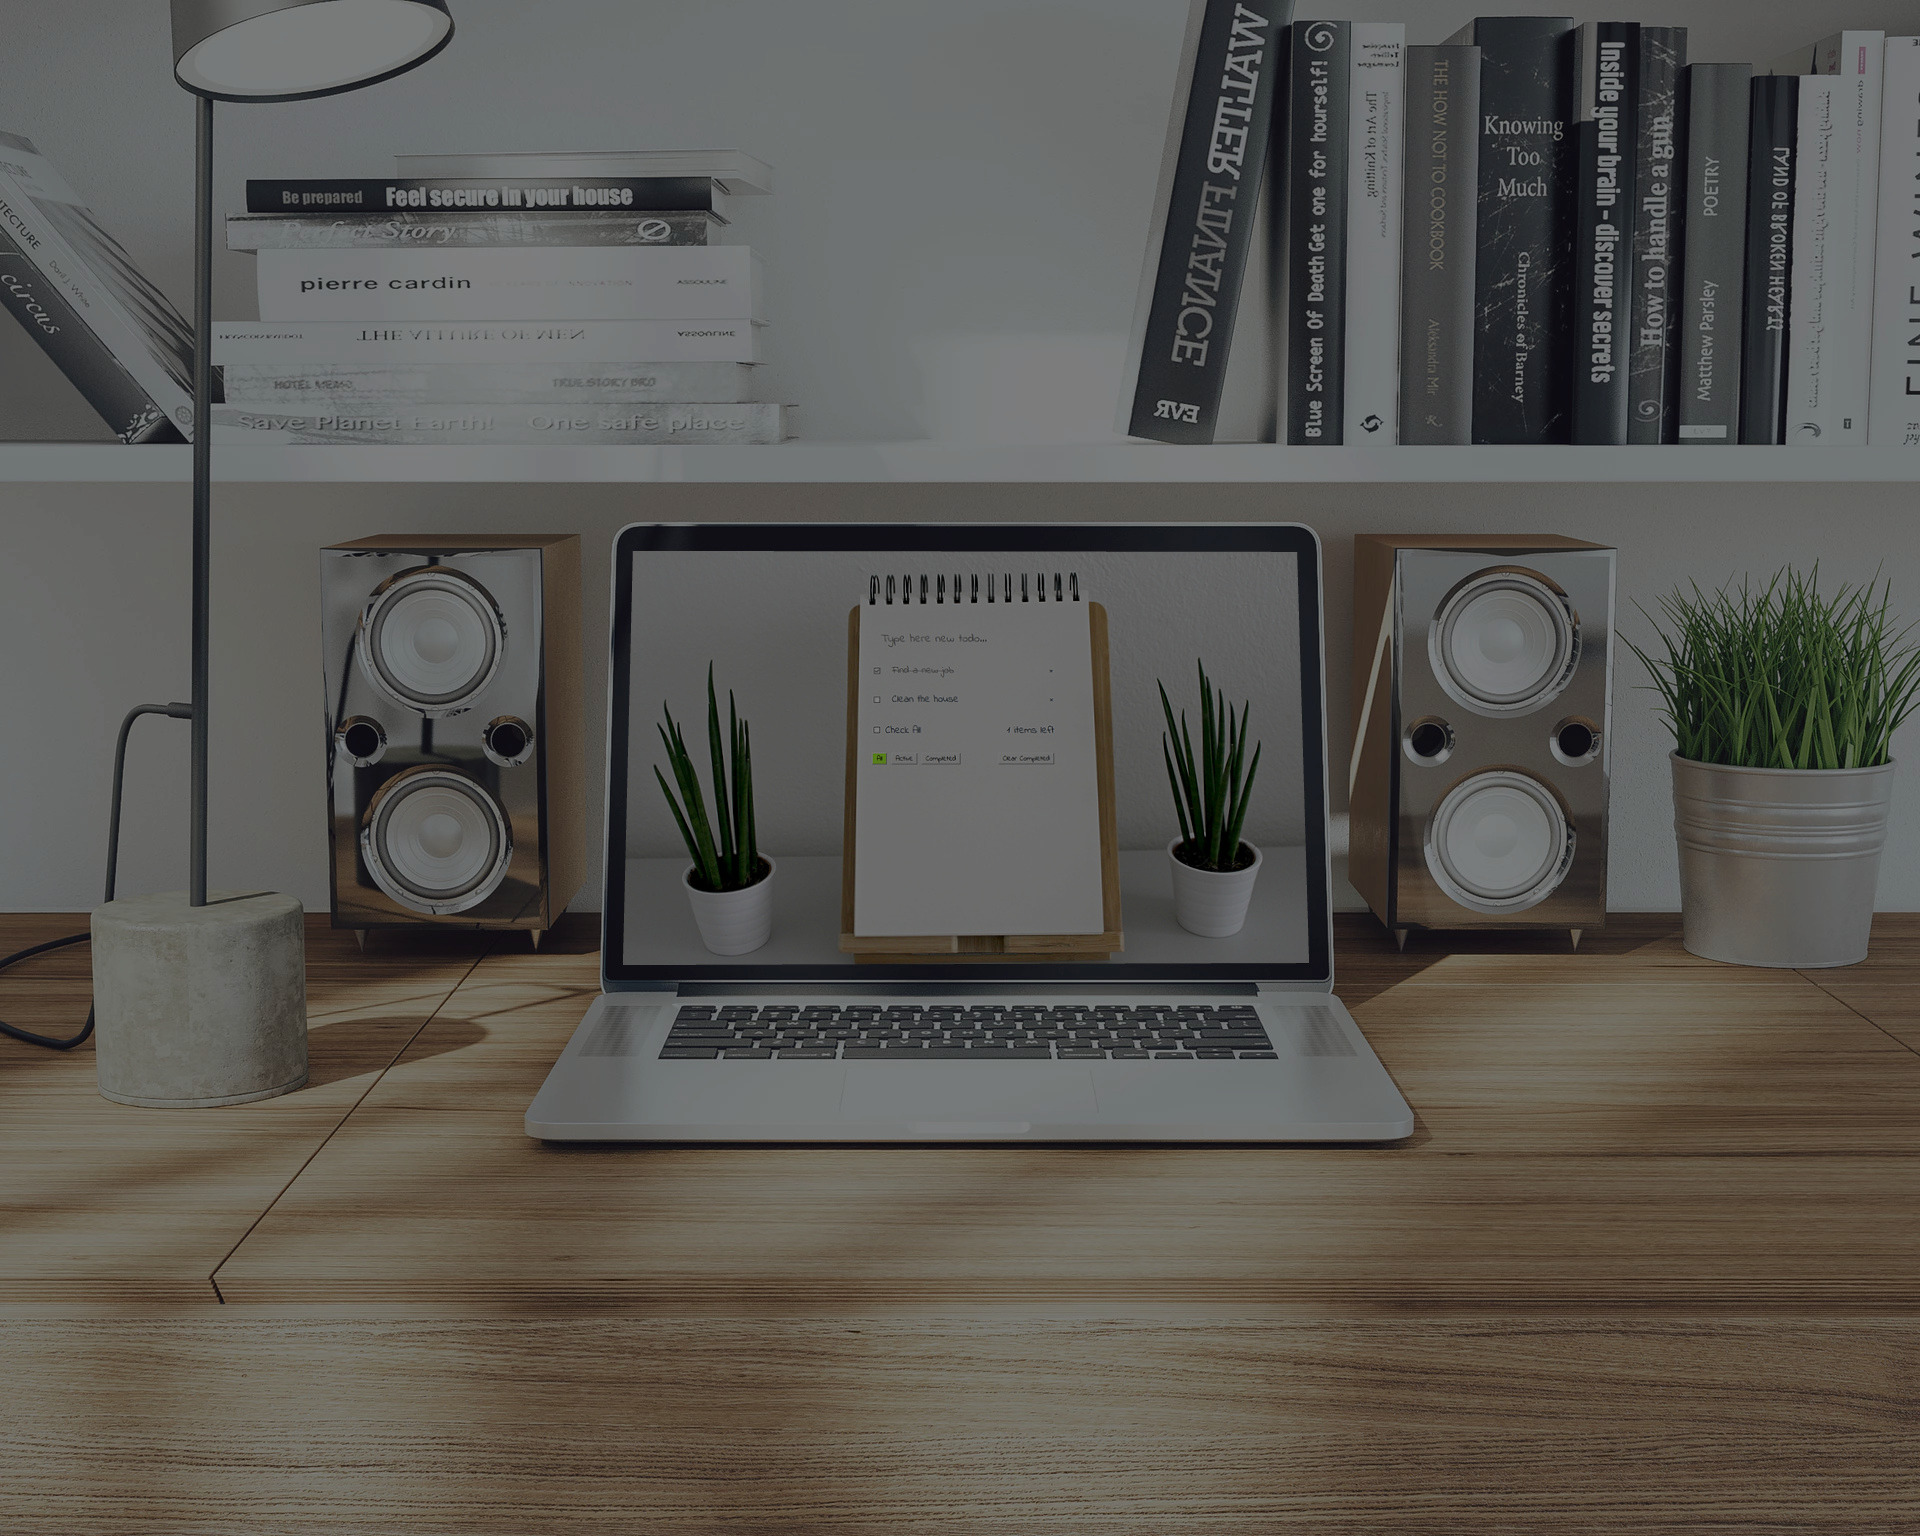 ITECTURE
Daril J. White
circus
Be prepared Feel secure in your house
Perfect Story
pierre cardin
ASSOULINE
THE ALLURE OF MEN
ASSOULINE
HOTEL MEMO TRUE STORY BRO
Save Planet Earth! One safe place
WALTER FINANCE
EVR
Blue Screen Of Death Get one for hourself!
The Art of Knitting
THE HOW NOT TO COOKBOOK
Aleksandra Mir
Knowing
Too
Much
Chronicles of Barney
Inside your brain - discover secrets
How to handle a gun
POETRY
Matthew Parsley
LAND OF BROKEN HEARTS
Type here new todo...
Find a new job
Clean the house
Check All 1 items left
All Active Completed Clear Completed